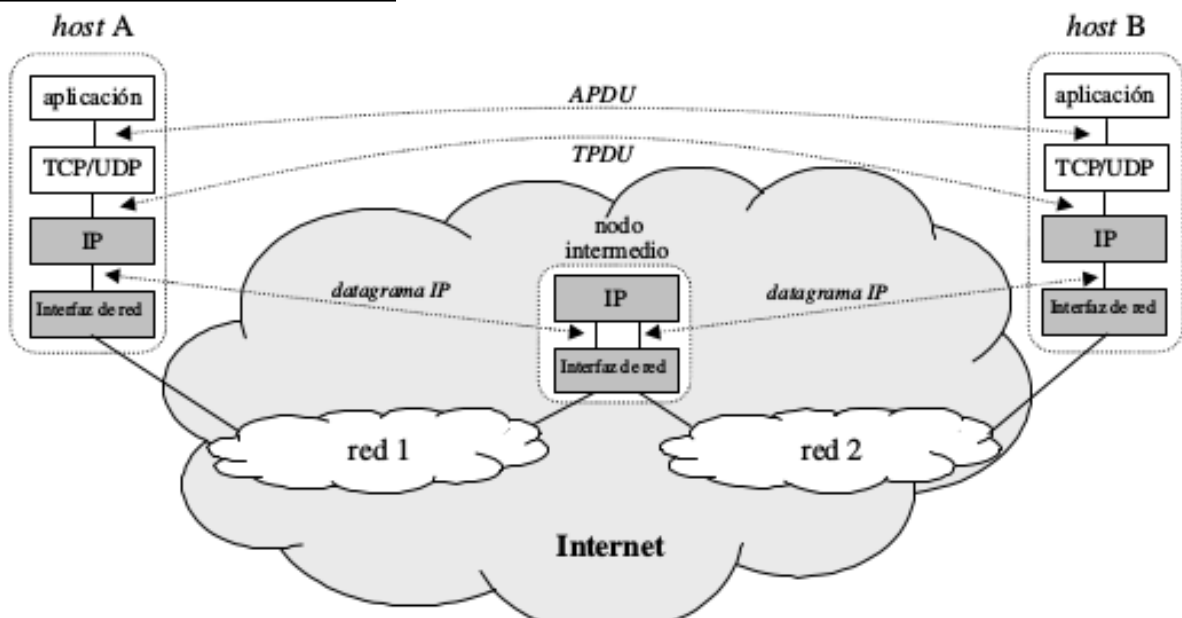 host A
host B
aplicación
aplicación
APDU
TCP/UDP
TCP/UDP
TPDU
IP
IP
nodo
intermedio
datagrama IP
IP
datagrama IP
Interfaz de red
Interfaz de red
Interfaz de red
red 1
red 2
Internet